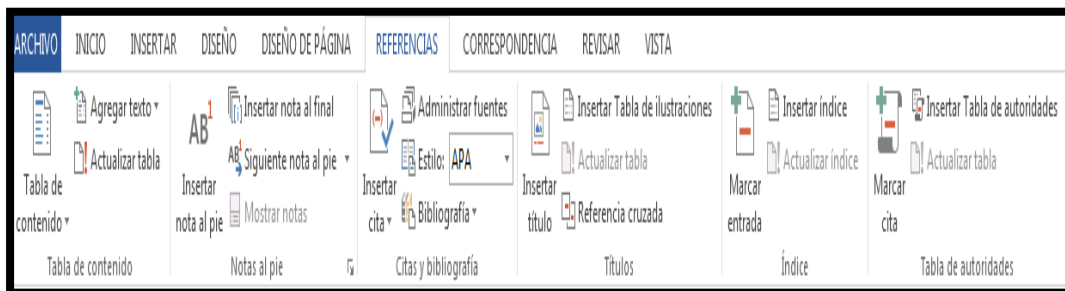 ARCHIVO INICIO INSERTAR DISEÑO DISEÑO DE PÁGINA REFERENCIAS CORRESPONDENCIA REVISAR VISTA
Tabla de
contenido
Agregar texto
Actualizar tabla
Tabla de contenido
AB1
Insertar
nota al pie
Insertar nota al final
AB1 Siguiente nota al pie
Mostrar notas
Notas al pie
Insertar
cita
Administrar fuentes
Estilo: APA
Bibliografía
Citas y bibliografía
Insertar
título
Insertar Tabla de ilustraciones
Actualizar tabla
Referencia cruzada
Títulos
Marcar
entrada
Insertar índice
Actualizar índice
Índice
Marcar
cita
Insertar Tabla de autoridades
Actualizar tabla
Tabla de autoridades